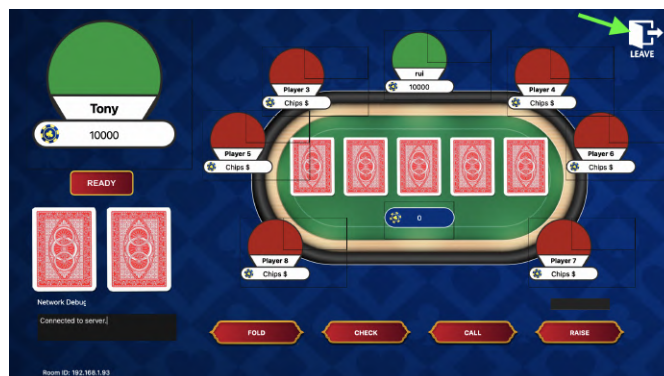 LEAVE
Tony
10000
READY
Network Debug
Connected to server.
Room ID: 192.168.1.93
rui
10000
Player 3
Chips $
Player 4
Chips $
Player 5
Chips $
Player 6
Chips $
0
Player 8
Chips $
Player 7
Chips $
FOLD
CHECK
CALL
RAISE